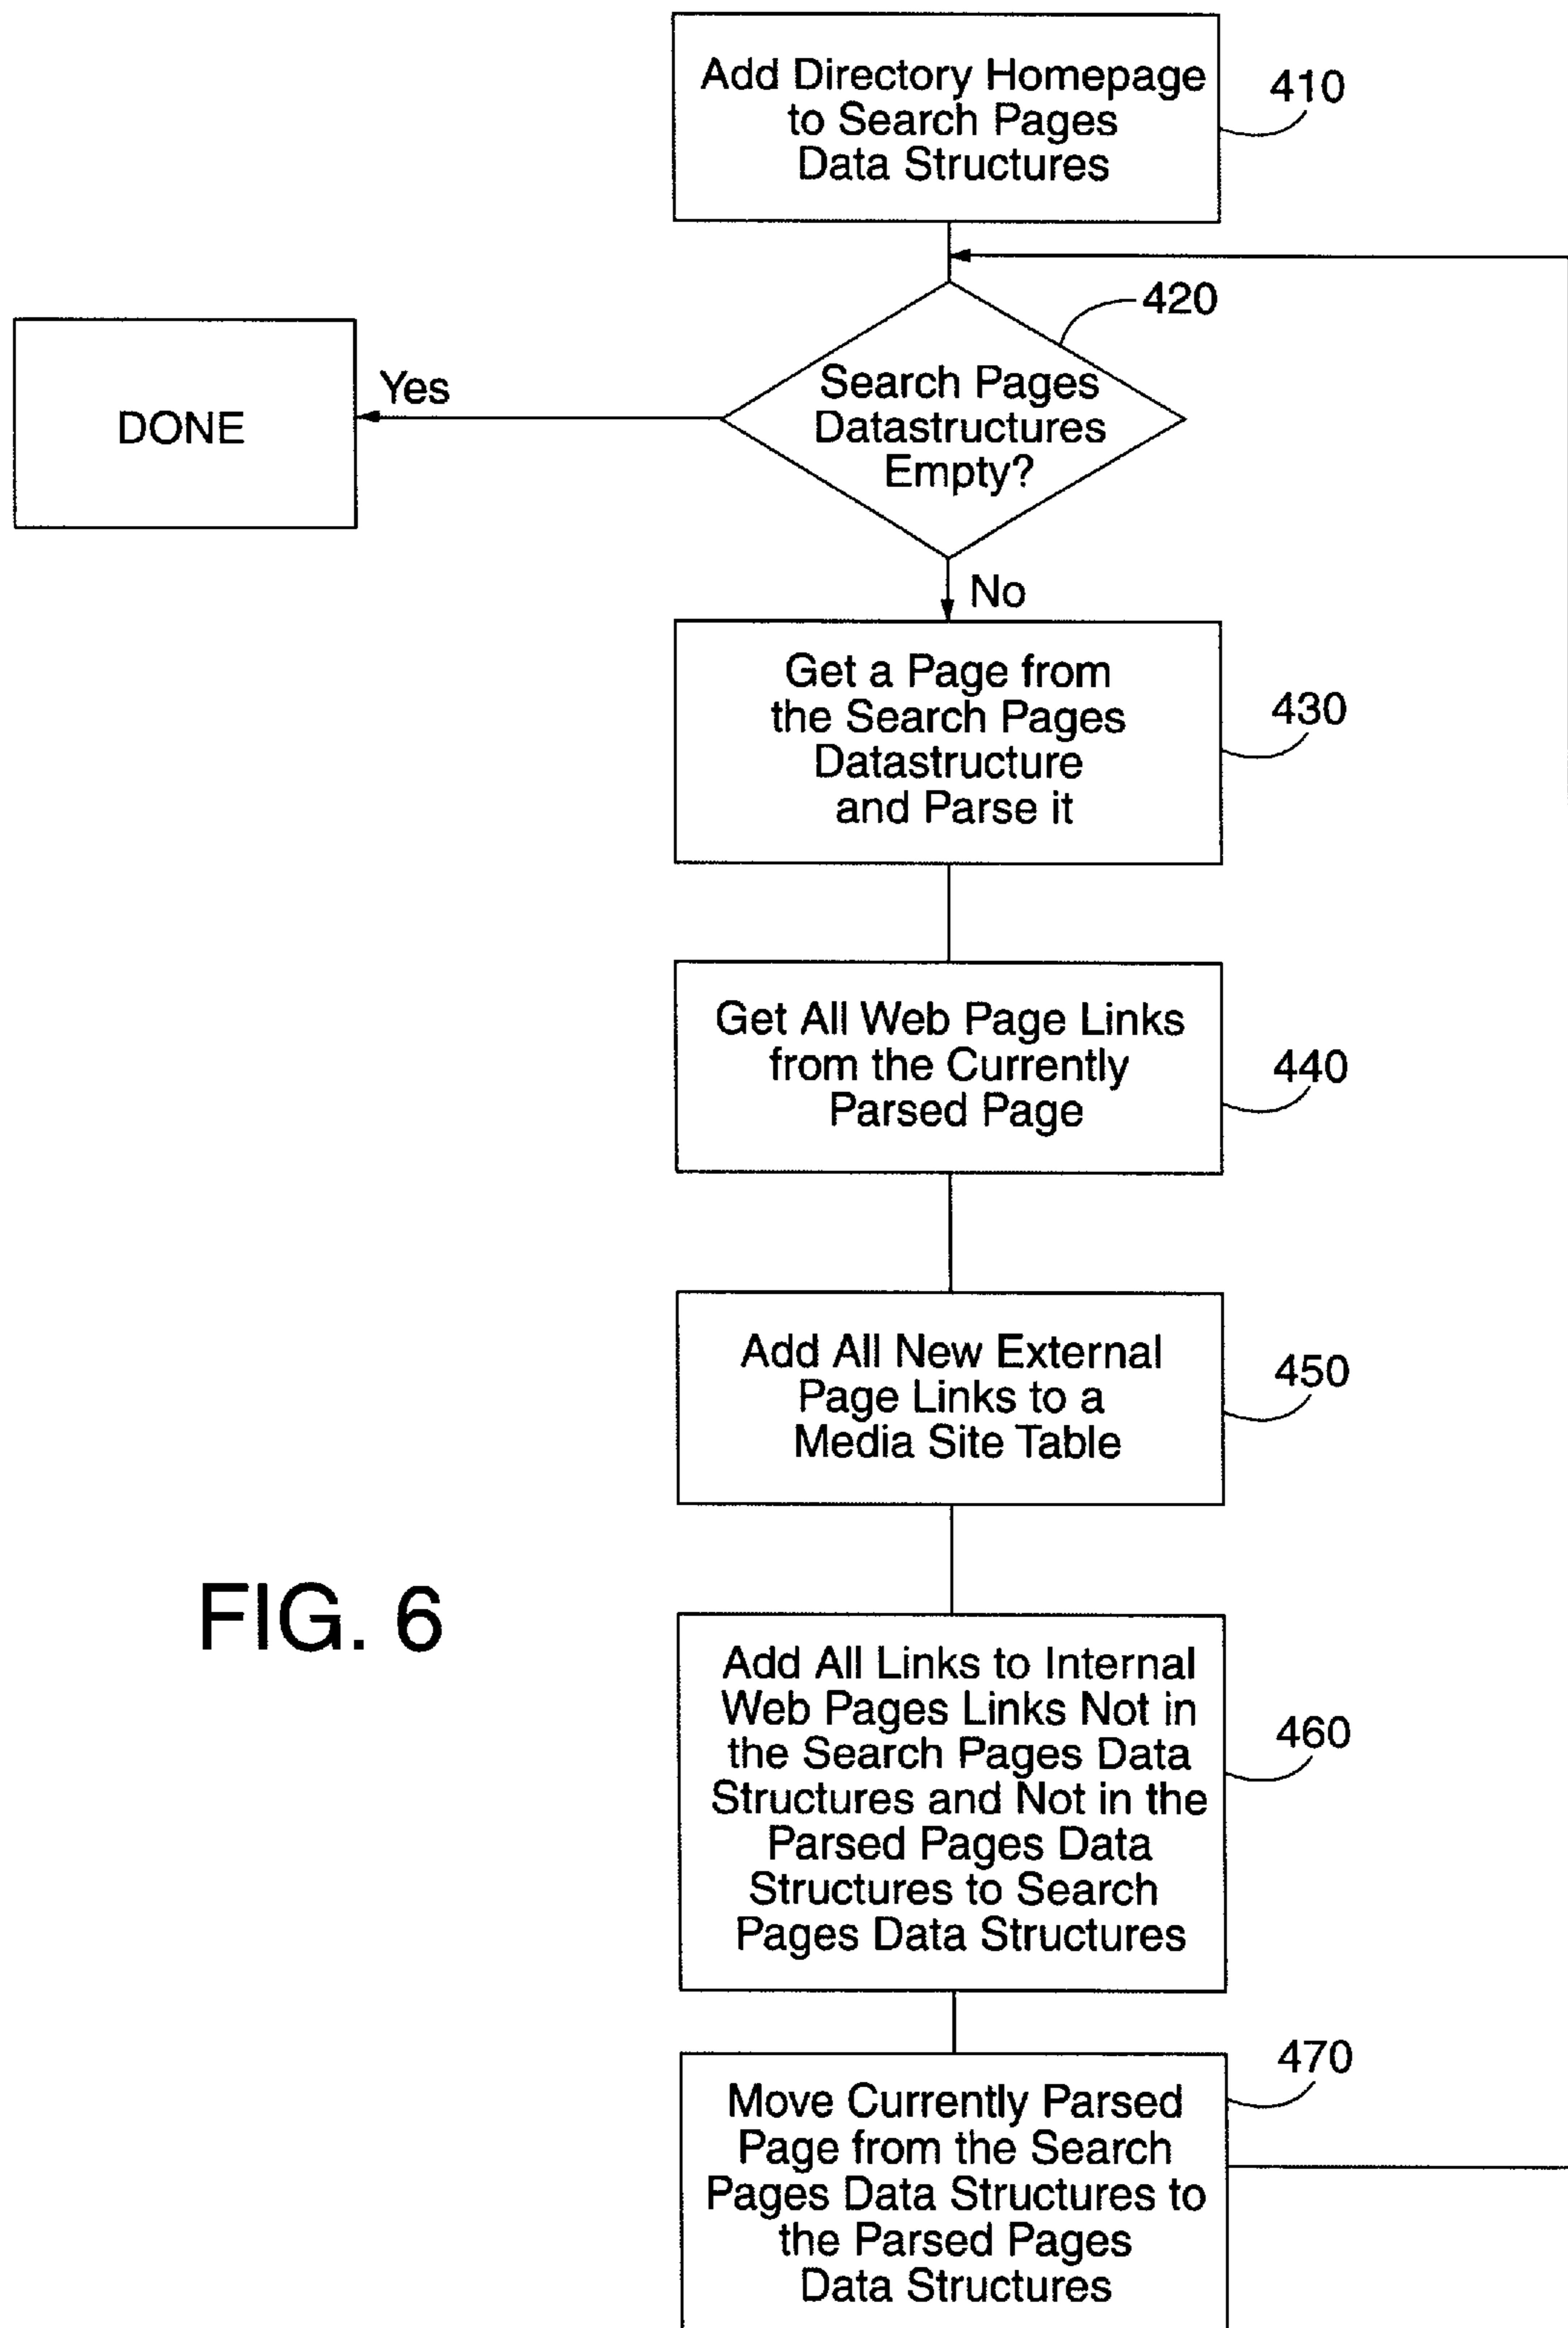 Add Directory Homepage
to Search Pages
Data Structures
410
420
Search Pages
Datastructures
Empty?
Yes
DONE
No
Get a Page from
the Search Pages
Datastructure
and Parse it
430
Get All Web Page Links
from the Currently
Parsed Page
440
Add All New External
Page Links to a
Media Site Table
450
FIG. 6
Add All Links to Internal
Web Pages Links Not in
the Search Pages Data
Structures and Not in the
Parsed Pages Data
Structures to Search
Pages Data Structures
460
470
Move Currently Parsed
Page from the Search
Pages Data Structures to
the Parsed Pages
Data Structures